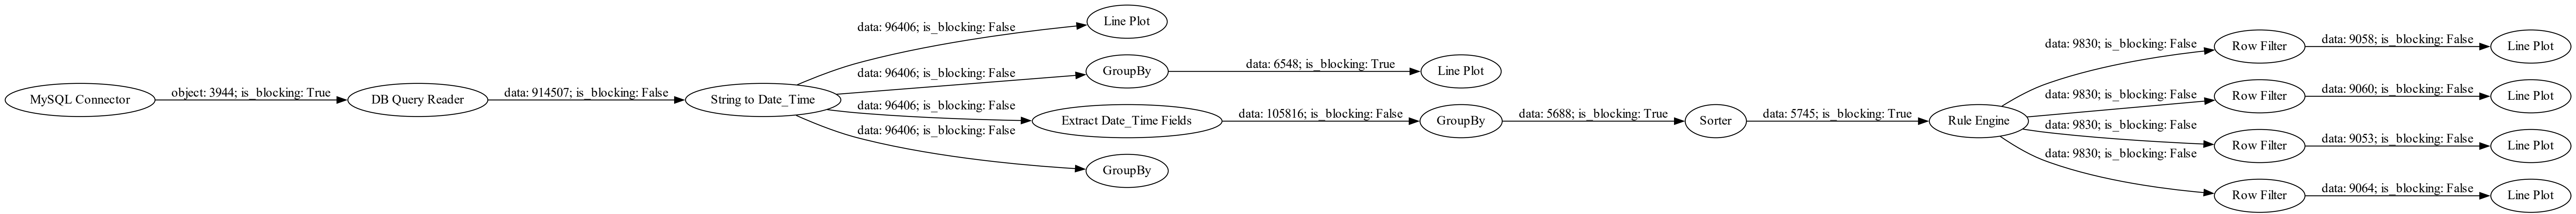 MySQL Connector
object: 3944; is_blocking: True
DB Query Reader
data: 914507; is_blocking: False
String to Date_Time
data: 96406; is_blocking: False
Line Plot
data: 96406; is_blocking: False
GroupBy
data: 6548; is_blocking: True
Line Plot
data: 96406; is_blocking: False
Extract Date_Time Fields
data: 105816; is_blocking: False
GroupBy
data: 5688; is_blocking: True
Sorter
data: 5745; is_blocking: True
Rule Engine
data: 96406; is_blocking: False
GroupBy
data: 9830; is_blocking: False
Row Filter
data: 9058; is_blocking: False
Line Plot
data: 9830; is_blocking: False
Row Filter
data: 9060; is_blocking: False
Line Plot
data: 9830; is_blocking: False
Row Filter
data: 9053; is_blocking: False
Line Plot
data: 9830; is_blocking: False
Row Filter
data: 9064; is_blocking: False
Line Plot